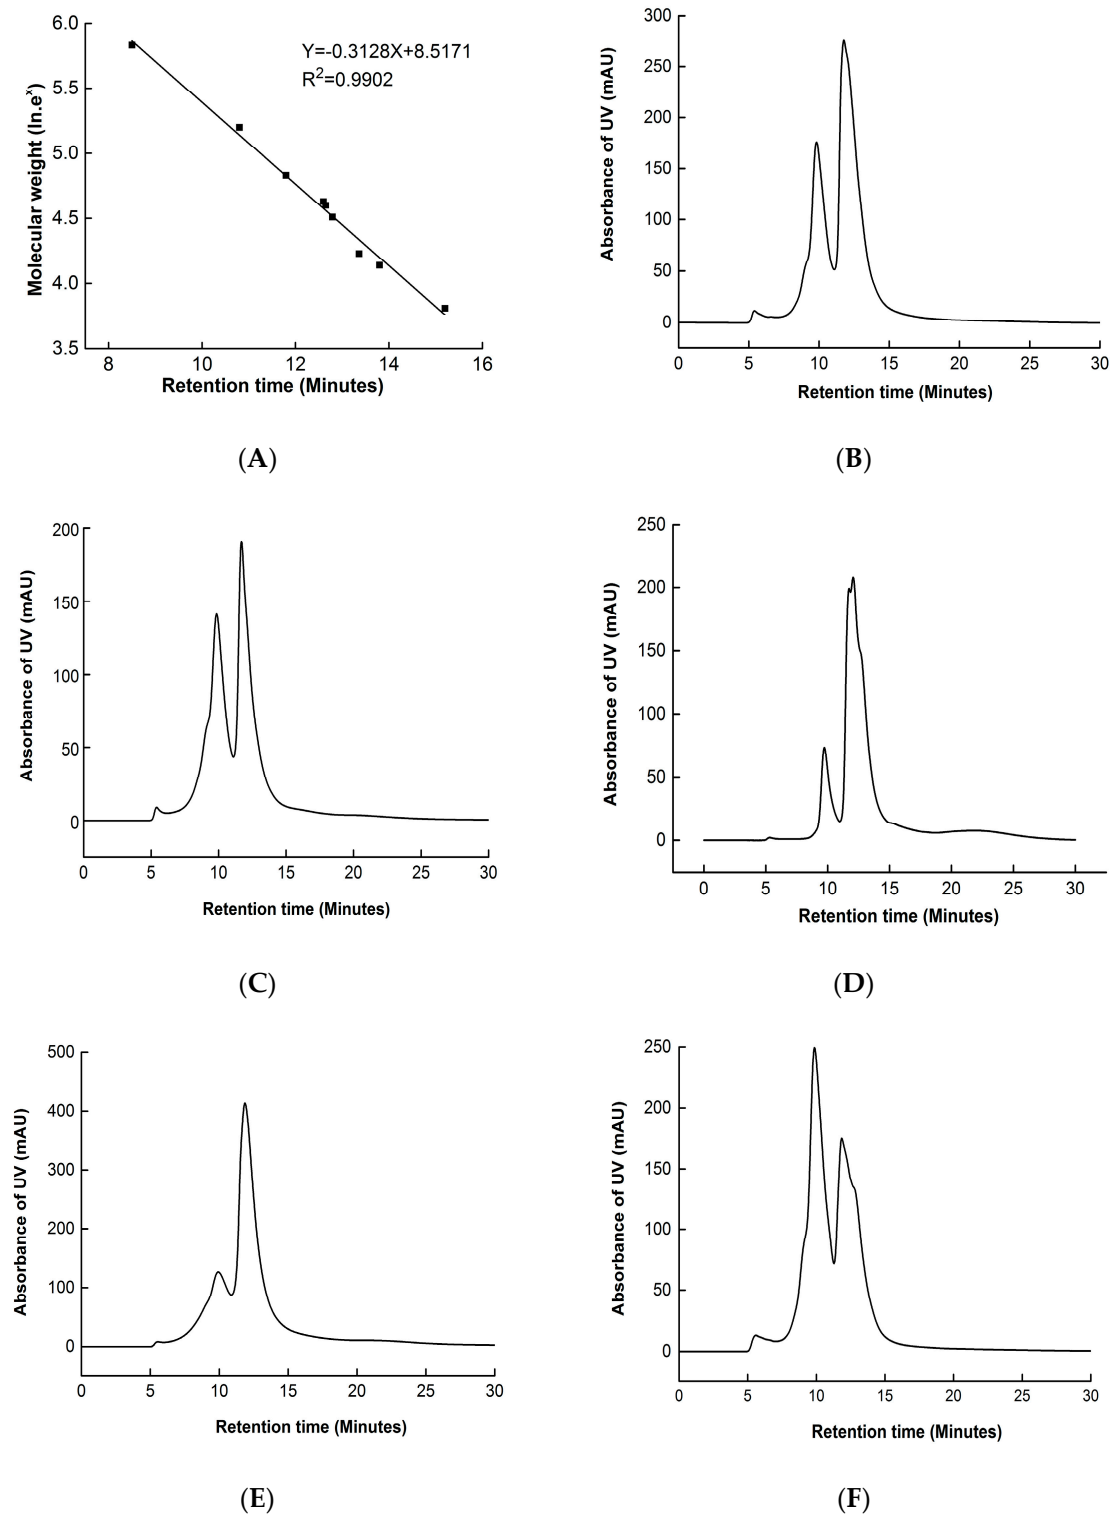 6.0
5.5
5.0
4.5
4.0
3.5
Molecular weight (ln.eˣ)
Y=-0.3128X+8.5171
R²=0.9902
8 10 12 14 16
Retention time (Minutes)
(A)
300
250
200
150
100
50
0
Absorbance of UV (mAU)
0 5 10 15 20 25 30
Retention time (Minutes)
(B)
200
150
100
50
0
Absorbance of UV (mAU)
0 5 10 15 20 25 30
Retention time (Minutes)
(C)
250
200
150
100
50
0
Absorbance of UV (mAU)
0 5 10 15 20 25 30
Retention time (Minutes)
(D)
500
400
300
200
100
0
Absorbance of UV (mAU)
0 5 10 15 20 25 30
Retention time (Minutes)
(E)
250
200
150
100
50
0
Absorbance of UV (mAU)
0 5 10 15 20 25 30
Retention time (Minutes)
(F)